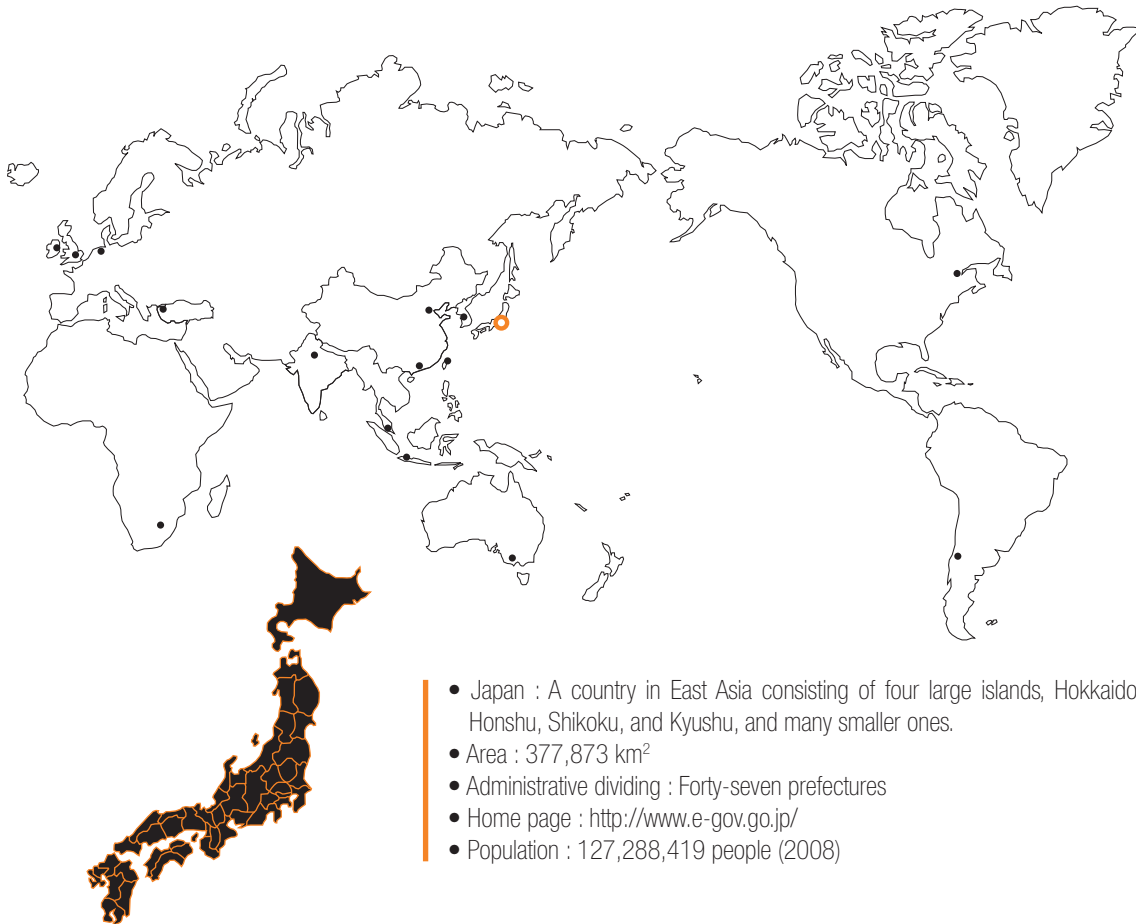 • Japan : A country in East Asia consisting of four large islands, Hokkaido
Honshu, Shikoku, and Kyushu, and many smaller ones.
• Area : 377,873 km²
• Administrative dividing : Forty-seven prefectures
• Home page : http://www.e-gov.go.jp/
• Population : 127,288,419 people (2008)